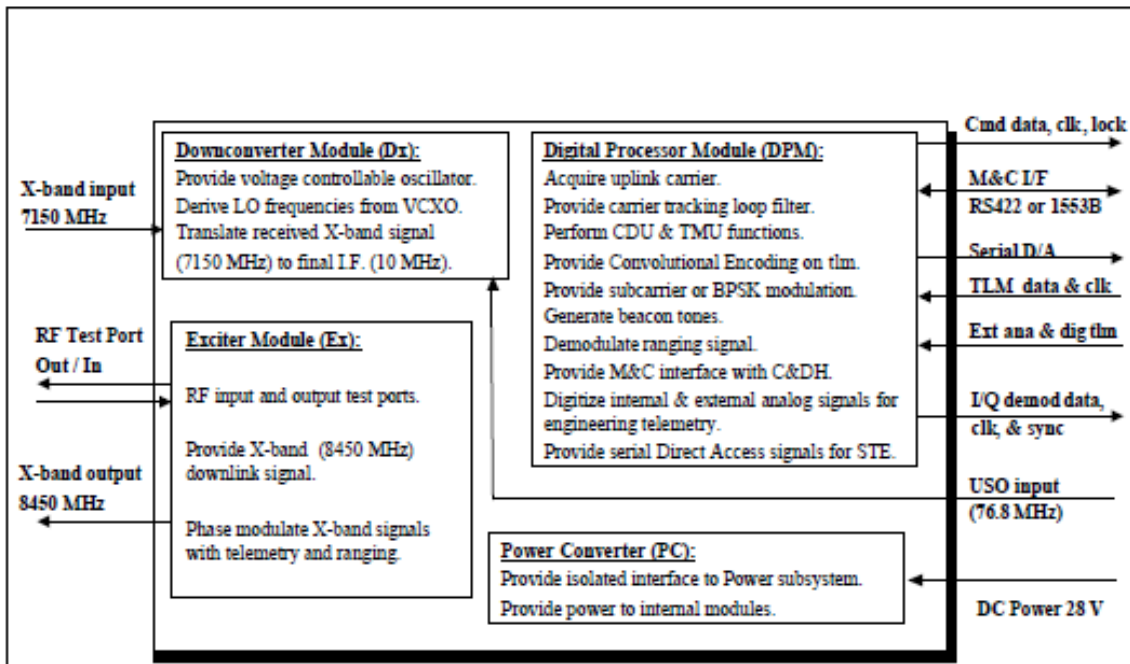 X-band input
7150 MHz
RF Test Port
Out / In
X-band output
8450 MHz
Downconverter Module (Dx):
Provide voltage controllable oscillator.
Derive LO frequencies from VCXO.
Translate received X-band signal
(7150 MHz) to final I.F. (10 MHz).
Exciter Module (Ex):
RF input and output test ports.
Provide X-band (8450 MHz)
downlink signal.
Phase modulate X-band signals
with telemetry and ranging.
Digital Processor Module (DPM):
Acquire uplink carrier.
Provide carrier tracking loop filter.
Perform CDU & TMU functions.
Provide Convolutional Encoding on tlm.
Provide subcarrier or BPSK modulation.
Generate beacon tones.
Demodulate ranging signal.
Provide M&C interface with C&DH.
Digitize internal & external analog signals for
engineering telemetry.
Provide serial Direct Access signals for STE.
Power Converter (PC):
Provide isolated interface to Power subsystem.
Provide power to internal modules.
Cmd data, clk, lock
M&C I/F
RS422 or 1553B
Serial D/A
TLM data & clk
Ext ana & dig tlm
I/Q demod data,
clk, & sync
USO input
(76.8 MHz)
DC Power 28 V